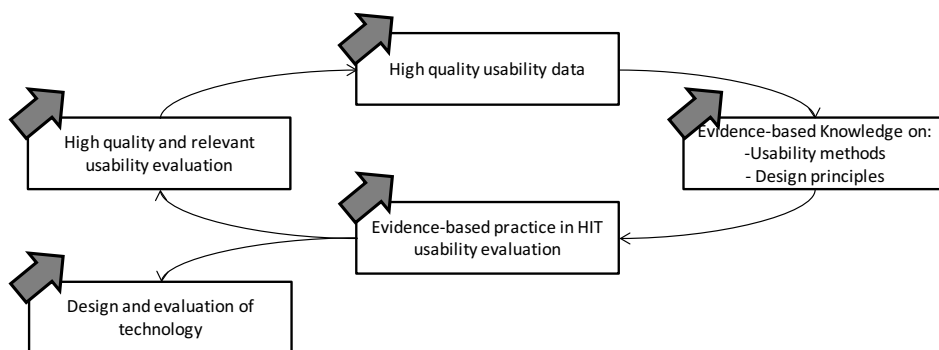 High quality usability data
High quality and relevant
usability evaluation
Evidence-based Knowledge on:
-Usability methods
- Design principles
Evidence-based practice in HIT
usability evaluation
Design and evaluation of
technology